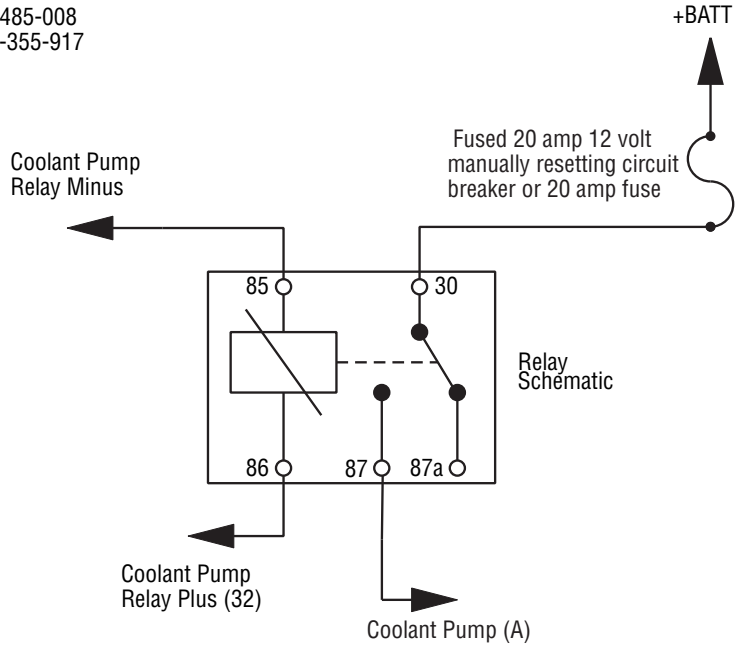 485-008
-355-917
+BATT
Fused 20 amp 12 volt
manually resetting circuit
breaker or 20 amp fuse
Coolant Pump
Relay Minus
85
30
Relay
Schematic
86
87
87a
Coolant Pump
Relay Plus (32)
Coolant Pump (A)